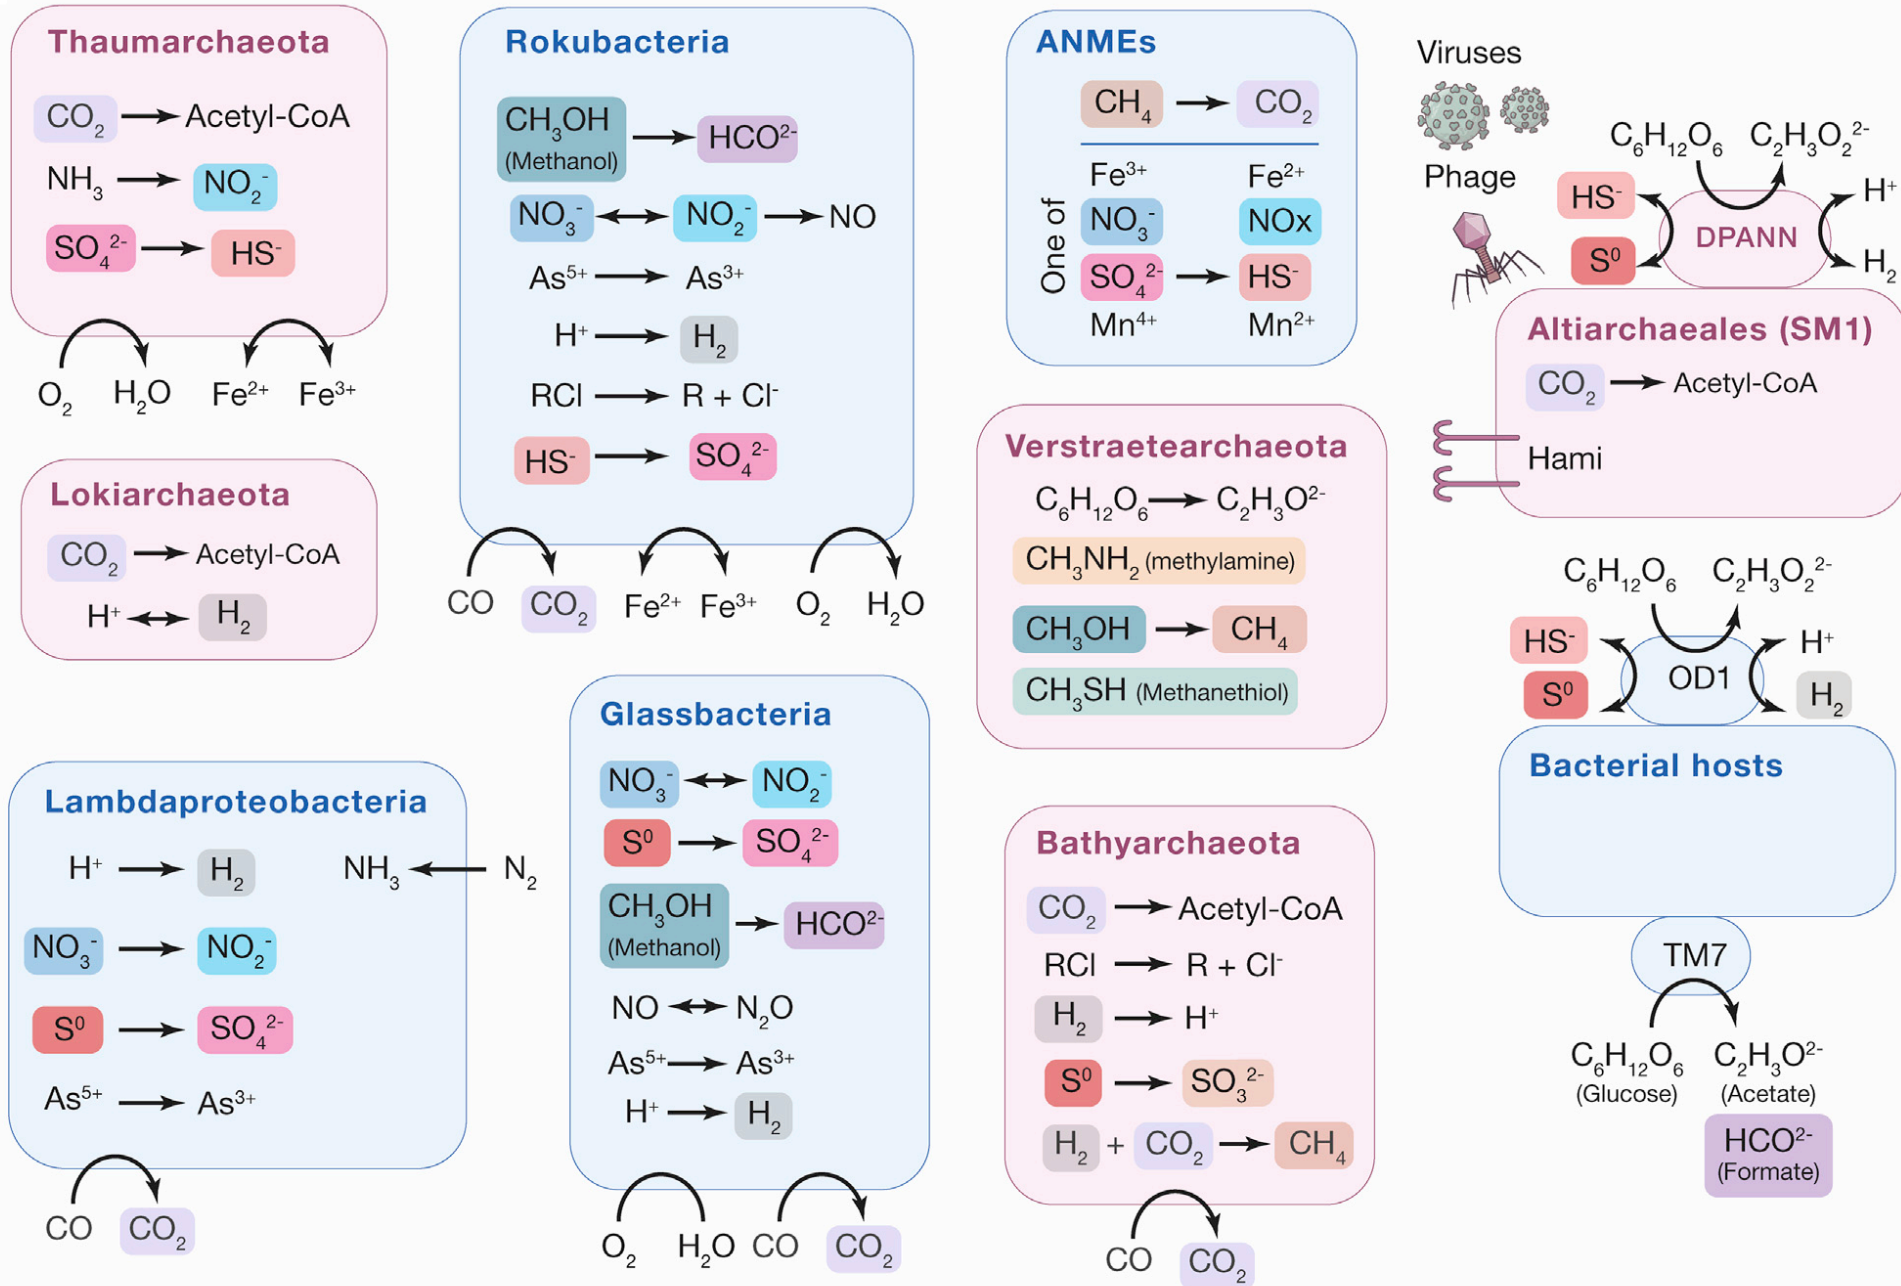 Thaumarchaeota
CO₂ → Acetyl-CoA
NH₃ → NO₂⁻
SO₄²⁻ → HS⁻
O₂ H₂O Fe²⁺ Fe³⁺
Lokiarchaeota
CO₂ → Acetyl-CoA
H⁺ ↔ H₂
Lambdaproteobacteria
H⁺ → H₂ NH₃ ← N₂
NO₃⁻ → NO₂⁻
S⁰ → SO₄²⁻
As⁵⁺ → As³⁺
CO CO₂
Rokubacteria
CH₃OH → HCO²⁻
(Methanol)
NO₃⁻ ↔ NO₂⁻ → NO
As⁵⁺ → As³⁺
H⁺ → H₂
RCl → R + Cl⁻
HS⁻ → SO₄²⁻
CO CO₂ Fe²⁺ Fe³⁺ O₂ H₂O
Glassbacteria
NO₃⁻ ↔ NO₂⁻
S⁰ → SO₄²⁻
CH₃OH → HCO²⁻
(Methanol)
NO ↔ N₂O
As⁵⁺ → As³⁺
H⁺ → H₂
O₂ H₂O CO CO₂
ANMEs
CH₄ → CO₂
One of
Fe³⁺ Fe²⁺
NO₃⁻ NOx
SO₄²⁻ → HS⁻
Mn⁴⁺ Mn²⁺
Verstraetearchaeota
C₆H₁₂O₆ → C₂H₃O²⁻
CH₃NH₂ (methylamine)
CH₃OH → CH₄
CH₃SH (Methanethiol)
Bathyarchaeota
CO₂ → Acetyl-CoA
RCl → R + Cl⁻
H₂ → H⁺
S⁰ → SO₃²⁻
H₂ + CO₂ → CH₄
CO CO₂
Viruses
Phage
C₆H₁₂O₆ C₂H₃O₂²⁻
HS⁻ H⁺
DPANN
S⁰ H₂
Altiarchaeales (SM1)
CO₂ → Acetyl-CoA
Hami
C₆H₁₂O₆ C₂H₃O₂²⁻
HS⁻ H⁺
OD1
S⁰ H₂
Bacterial hosts
TM7
C₆H₁₂O₆ C₂H₃O²⁻
(Glucose) (Acetate)
HCO²⁻
(Formate)